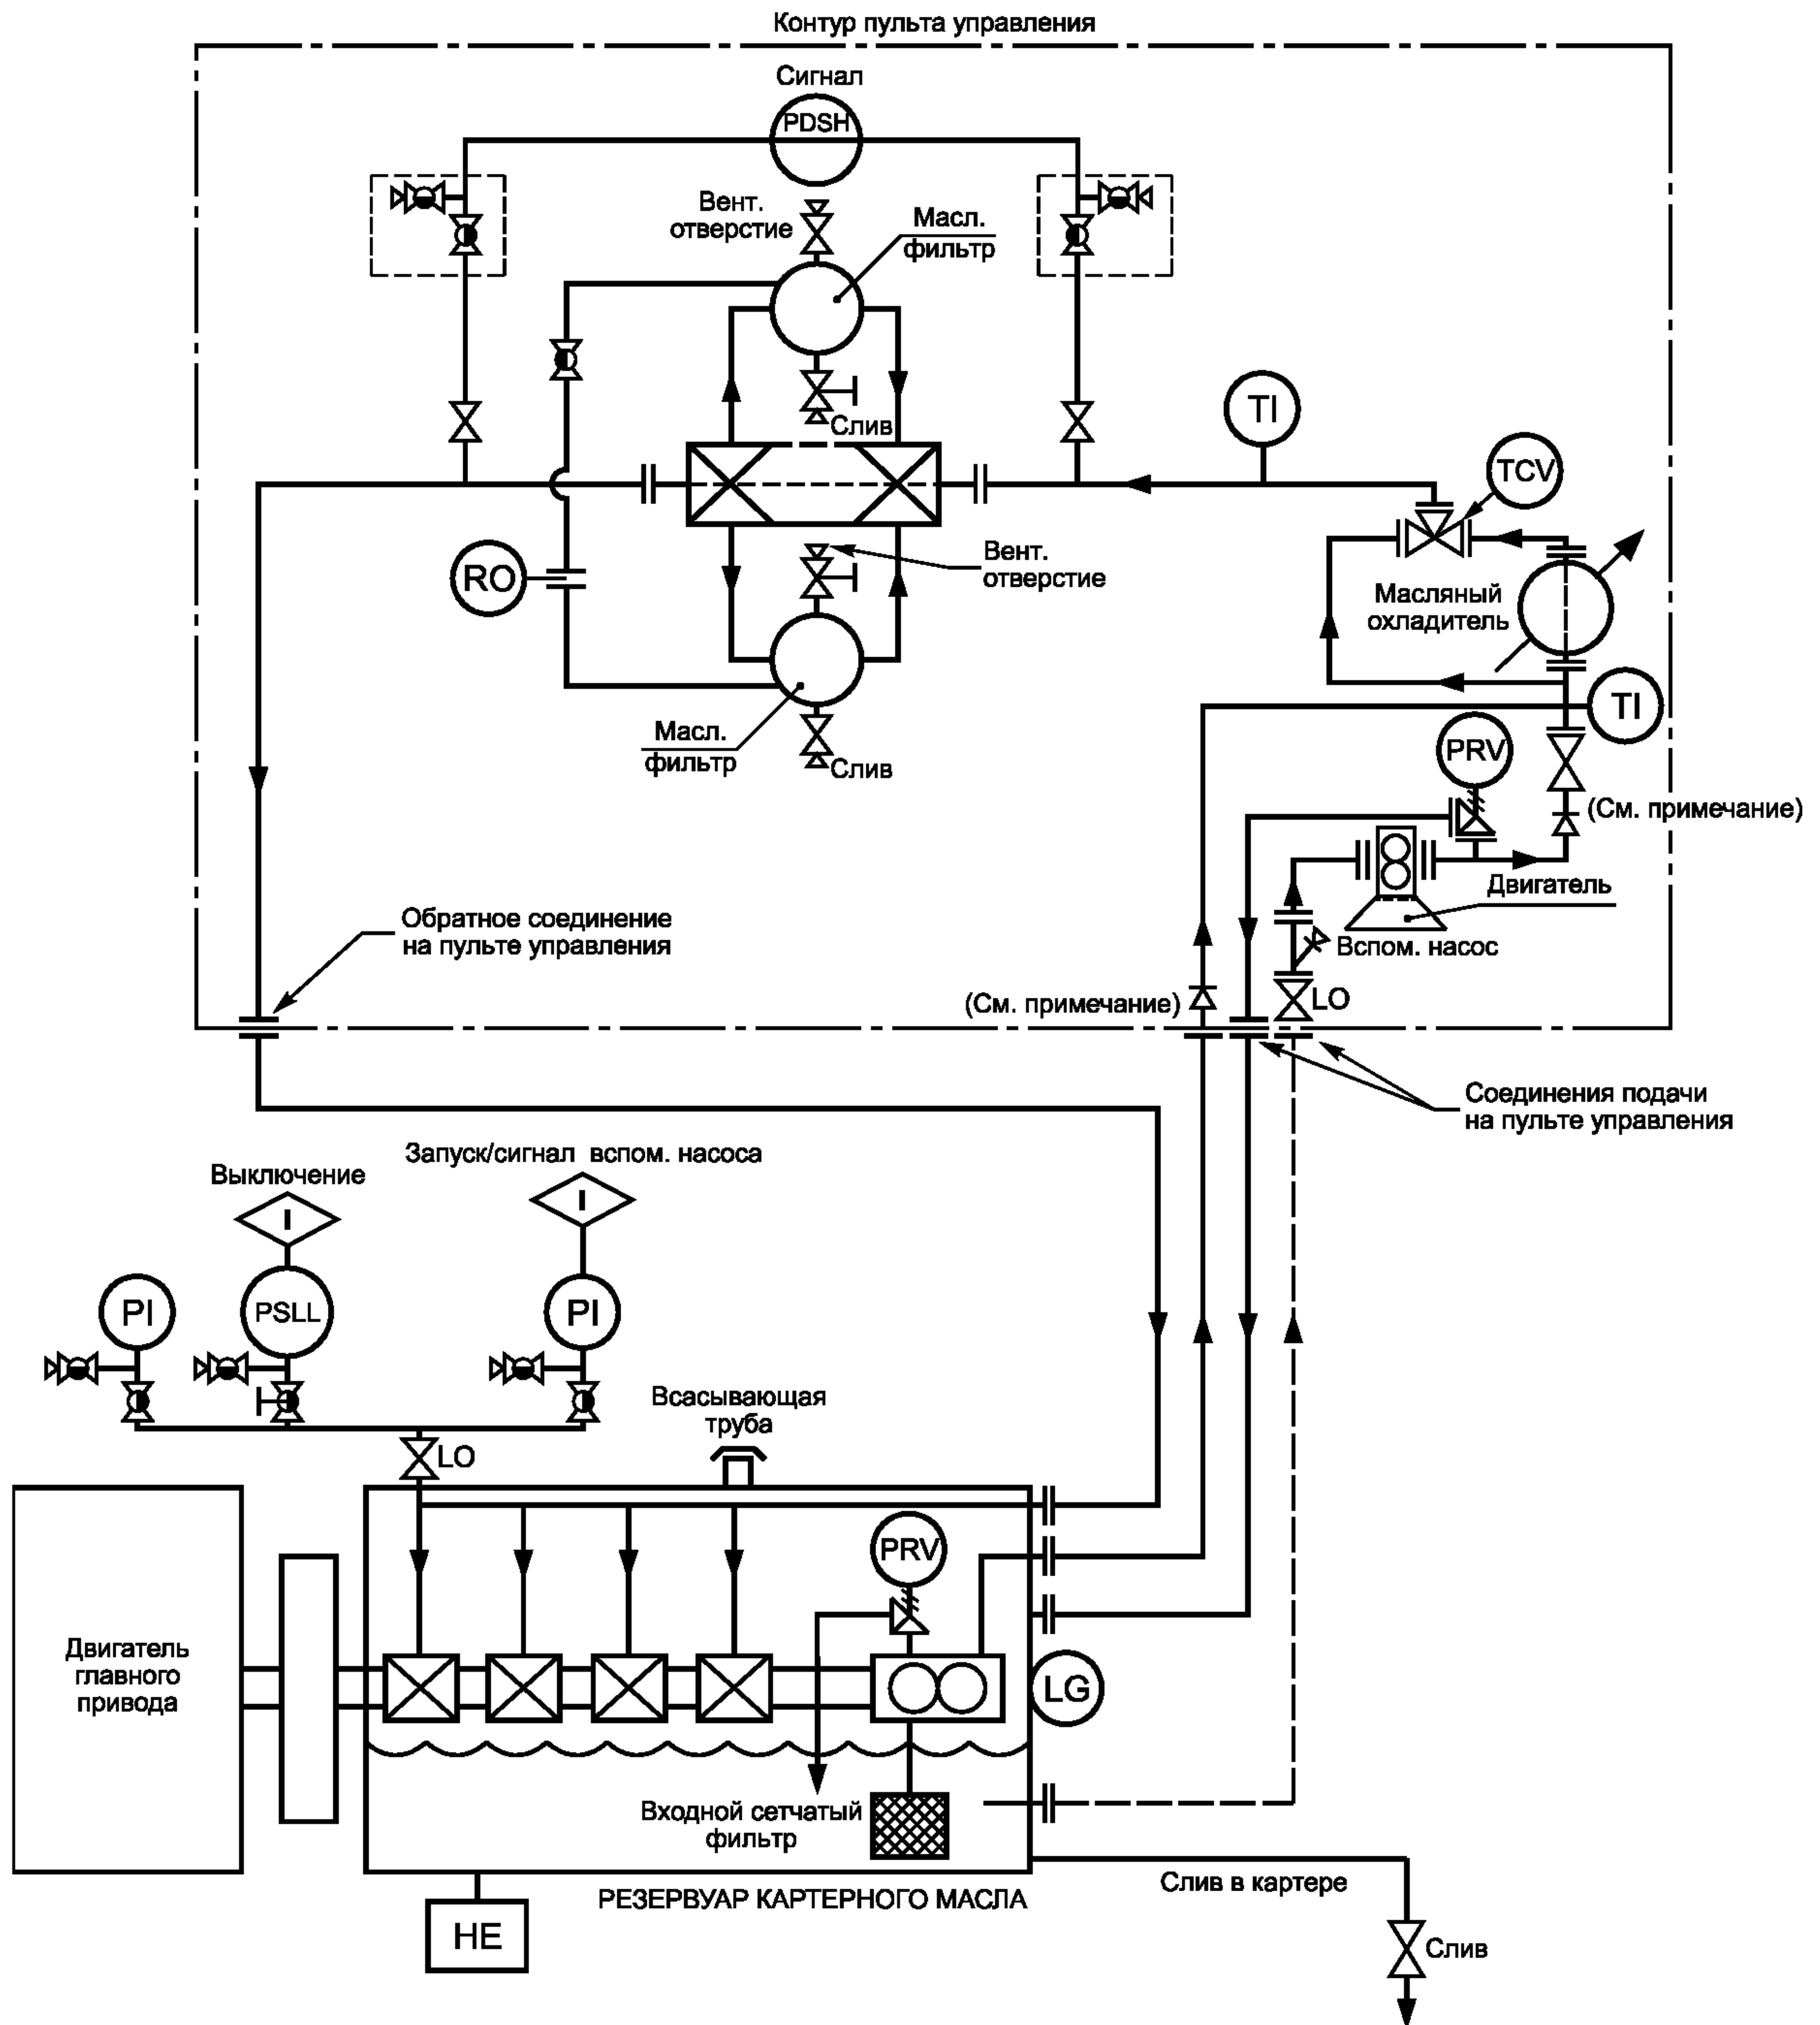 Контур пульта управления
Сигнал
PDSH
Вент.
отверстие
Масл.
фильтр
Слив
TI
TCV
RO
Вент.
отверстие
Масляный
охладитель
TI
Масл.
фильтр
Слив
PRV
(См. примечание)
Двигатель
Вспом. насос
Обратное соединение
на пульте управления
(См. примечание)
LO
Соединения подачи
на пульте управления
Запуск/сигнал вспом. насоса
Выключение
I
I
PI
PSLL
PI
Всасывающая
труба
LO
PRV
Двигатель
главного
привода
LG
Входной сетчатый
фильтр
Слив в картере
РЕЗЕРВУАР КАРТЕРНОГО МАСЛА
HE
Слив